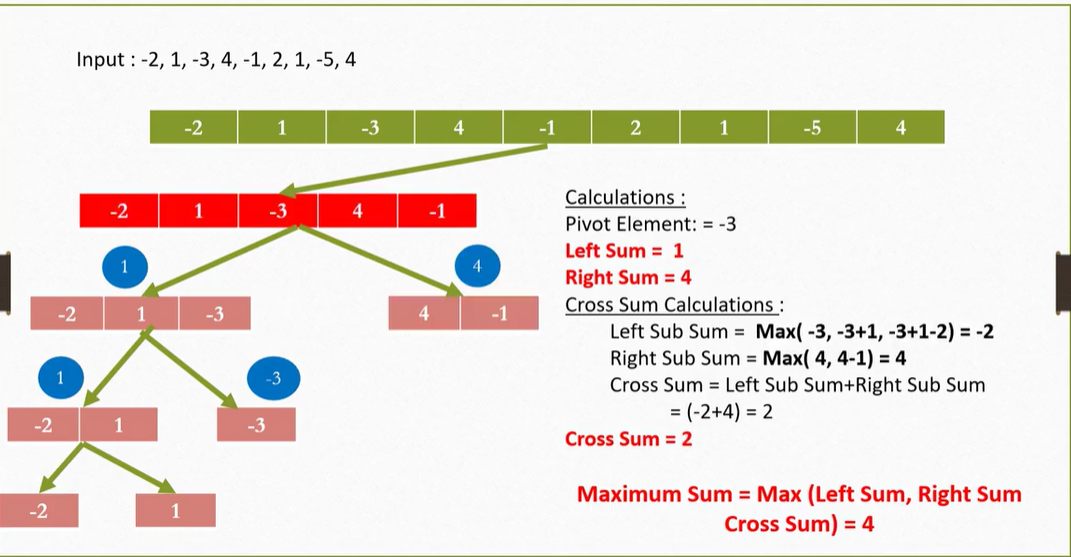 Input : -2, 1, -3, 4, -1, 2, 1, -5, 4
-2 1 -3 4 -1 2 1 -5 4
-2 1 -3 4 -1
1
4
-2 1 -3
4 -1
1
-3
-2 1
-3
-2
1
Calculations :
Pivot Element: = -3
Left Sum = 1
Right Sum = 4
Cross Sum Calculations :
Left Sub Sum = Max( -3, -3+1, -3+1-2) = -2
Right Sub Sum = Max( 4, 4-1) = 4
Cross Sum = Left Sub Sum+Right Sub Sum
= (-2+4) = 2
Cross Sum = 2
Maximum Sum = Max (Left Sum, Right Sum
Cross Sum) = 4